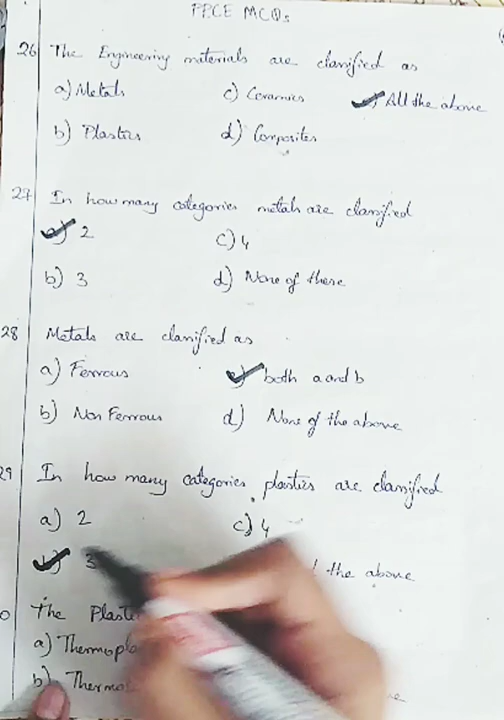 PPCE MCQs
26 The Engineering materials are classified as
a) Metals c) Ceramics All the above
b) Plastics d) Composites
27 In how many categories metals are classified
a) 2 c) 4
b) 3 d) None of these
28 Metals are classified as
a) Ferrous c) both a and b
b) Non Ferrous d) None of the above
29 In how many categories plastics are classified
a) 2 c) 4
b) 3 the above
The
a)
b)